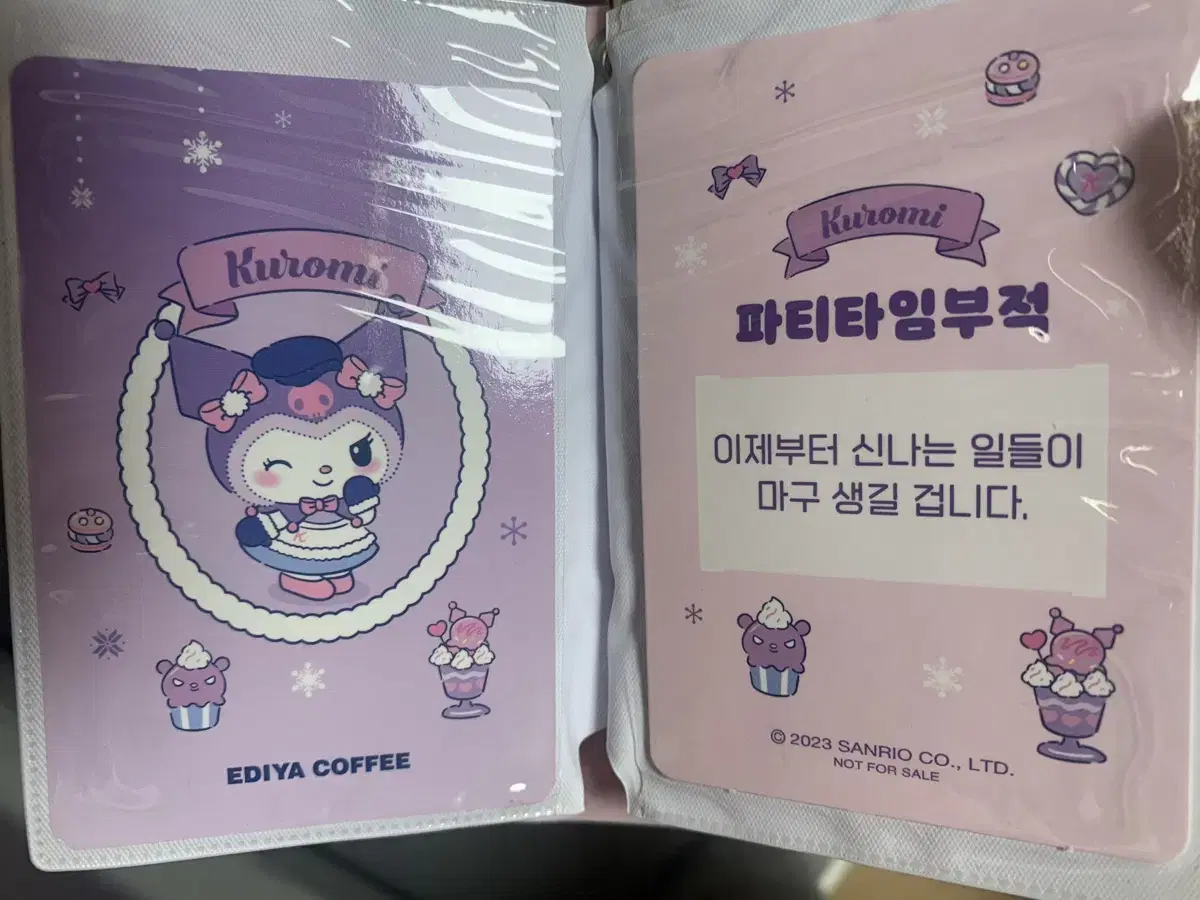 Kuromi
EDIYA COFFEE
Kuromi
파티타임부적
이제부터 신나는 일들이
마구 생길 겁니다.
© 2023 SANRIO CO., LTD.
NOT FOR SALE